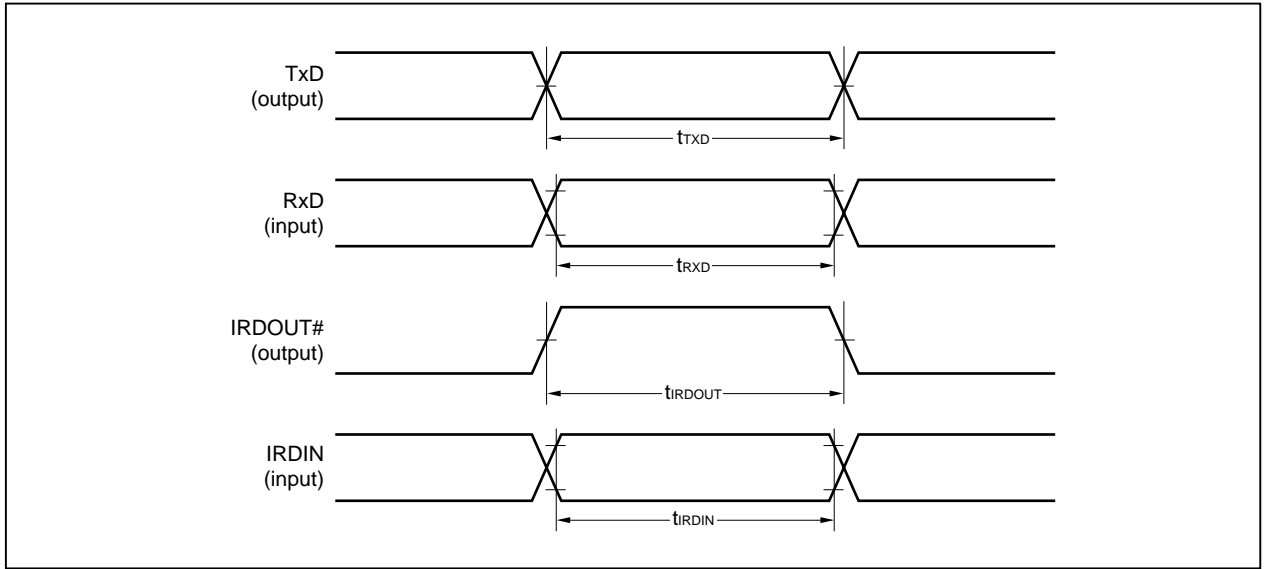 TxD
(output)
tTXD
RxD
(input)
tRXD
IRDOUT#
(output)
tIRDOUT
IRDIN
(input)
tIRDIN